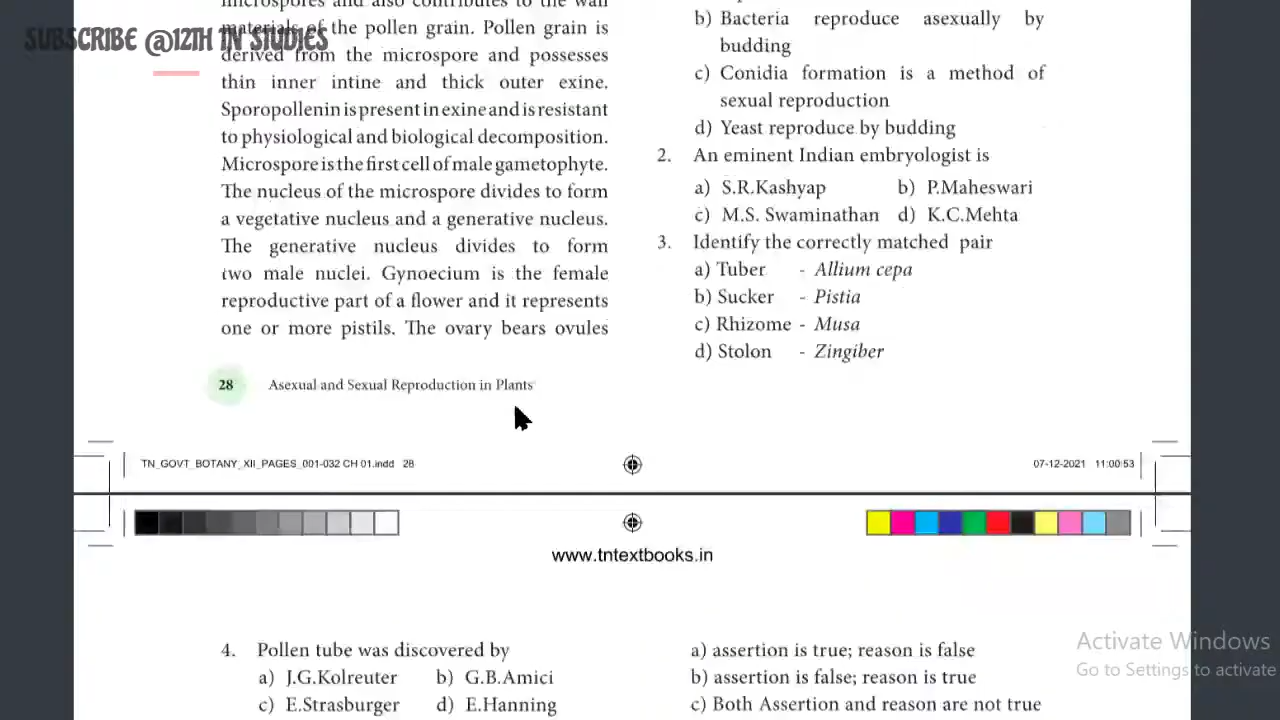 SUBSCRIBE @12TH IN STUDIES
microspores and also contributes to the wall
materials of the pollen grain. Pollen grain is
derived from the microspore and possesses
thin inner intine and thick outer exine.
Sporopollenin is present in exine and is resistant
to physiological and biological decomposition.
Microspore is the first cell of male gametophyte.
The nucleus of the microspore divides to form
a vegetative nucleus and a generative nucleus.
The generative nucleus divides to form
two male nuclei. Gynoecium is the female
reproductive part of a flower and it represents
one or more pistils. The ovary bears ovules
b) Bacteria reproduce asexually by
budding
c) Conidia formation is a method of
sexual reproduction
d) Yeast reproduce by budding
2. An eminent Indian embryologist is
a) S.R.Kashyap b) P.Maheswari
c) M.S. Swaminathan d) K.C.Mehta
3. Identify the correctly matched pair
a) Tuber - Allium cepa
b) Sucker - Pistia
c) Rhizome - Musa
d) Stolon - Zingiber
28 Asexual and Sexual Reproduction in Plants
TN_GOVT_BOTANY_XII_PAGES_001-032 CH 01.indd 28 07-12-2021 11:00:53
www.tntextbooks.in
4. Pollen tube was discovered by
a) J.G.Kolreuter b) G.B.Amici
c) E.Strasburger d) E.Hanning
a) assertion is true; reason is false
b) assertion is false; reason is true
c) Both Assertion and reason are not true
Activate Windows
Go to Settings to activate